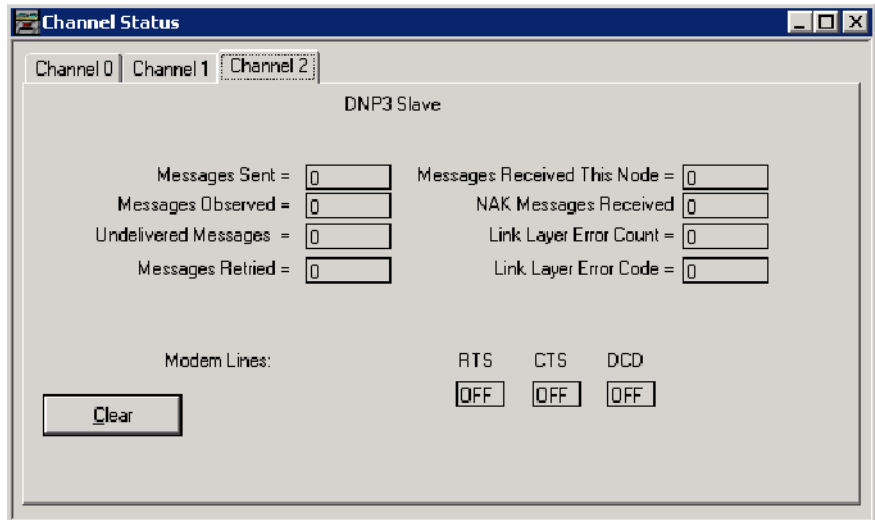 Channel Status
Channel 0 Channel 1 Channel 2
DNP3 Slave
Messages Sent = 0 Messages Received This Node = 0
Messages Observed = 0 NAK Messages Received 0
Undelivered Messages = 0 Link Layer Error Count = 0
Messages Retried = 0 Link Layer Error Code = 0
Modem Lines: RTS CTS DCD
OFF OFF OFF
Clear